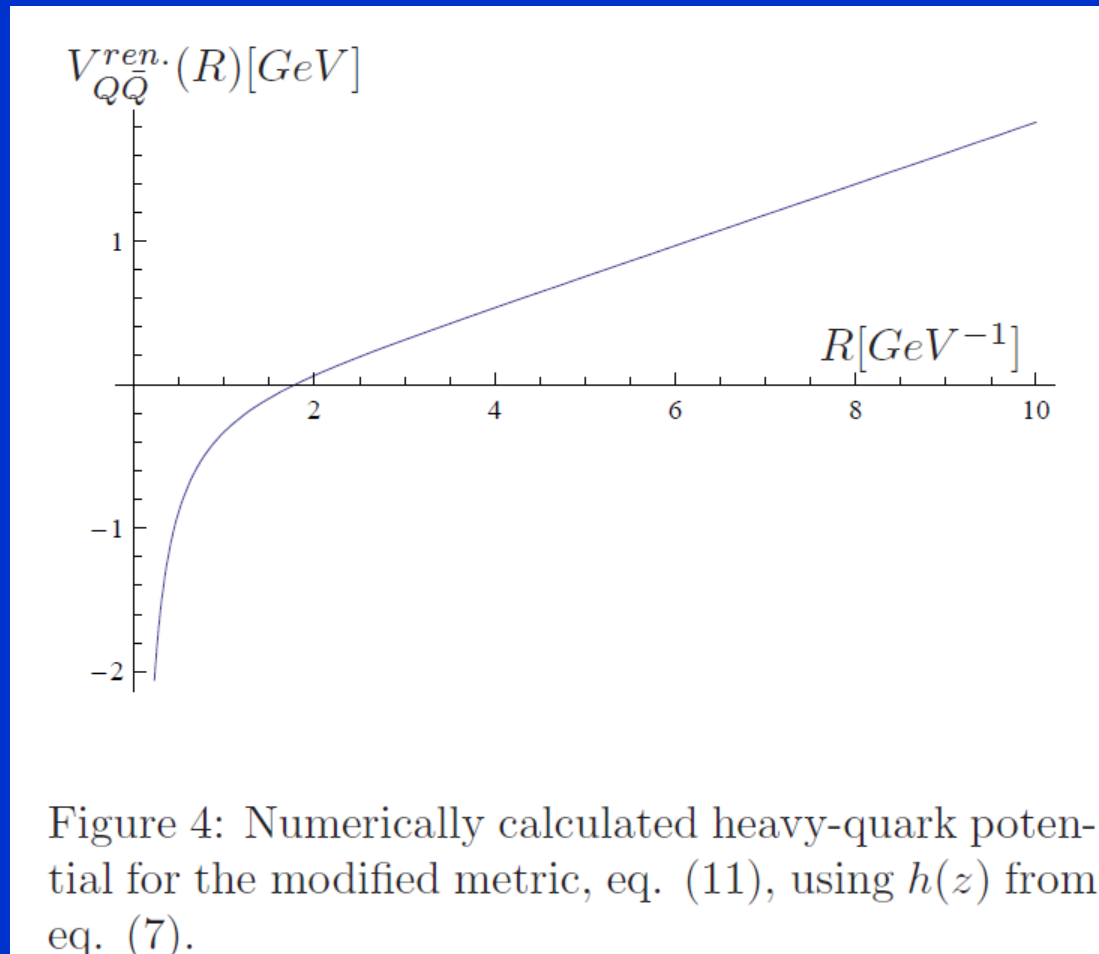 V^{ren.}_{QQ̄}(R)[GeV]
1
R[GeV⁻¹]
2 4 6 8 10
−1
−2
Figure 4: Numerically calculated heavy-quark poten-
tial for the modified metric, eq. (11), using h(z) from
eq. (7).